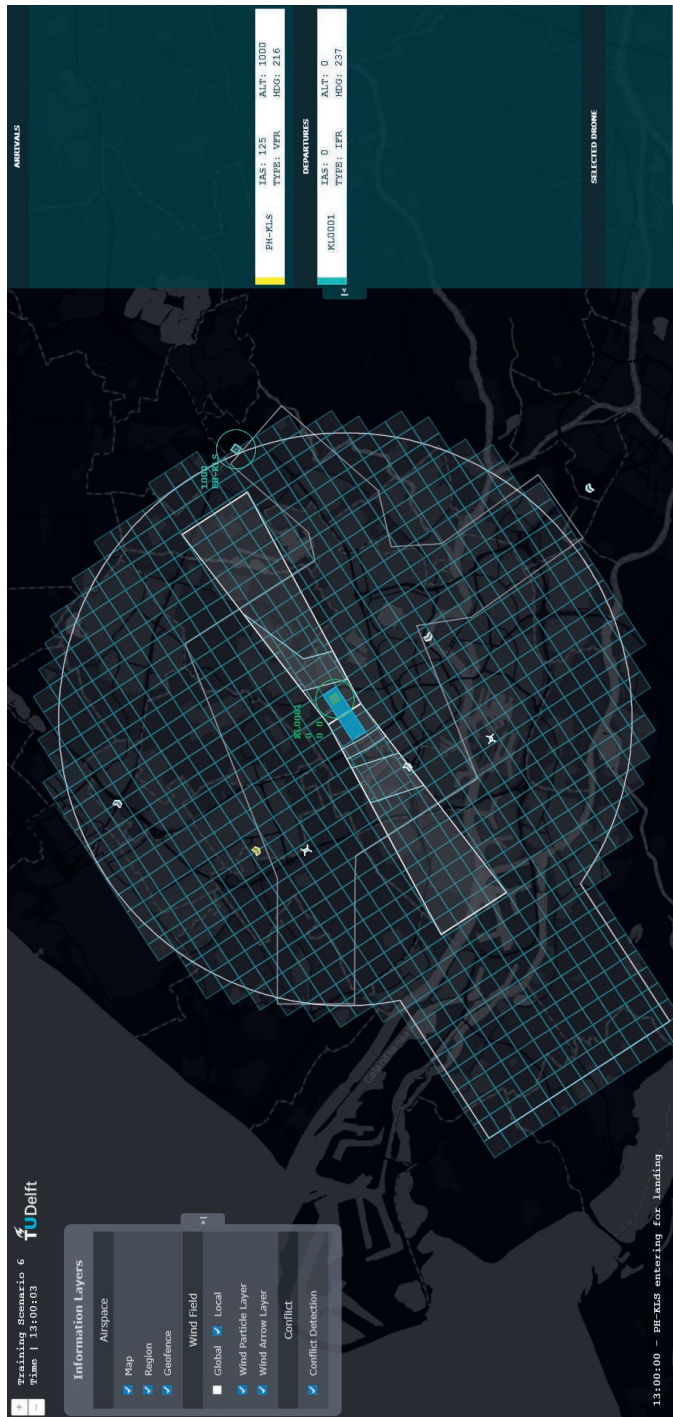 +
−
Training Scenario 6
Time | 13:00:03
TUDelft
Information Layers
Airspace
Map
Region
Geofence
Wind Field
Global
Local
Wind Particle Layer
Wind Arrow Layer
Conflict
Conflict Detection
>|
KL0001
0 0
1000
PH-KLS
ARRIVALS
PH-KLS
IAS: 125 ALT: 1000
TYPE: VFR HDG: 216
DEPARTURES
KL0001
IAS: 0 ALT: 0
TYPE: IFR HDG: 237
|<
SELECTED DRONE
13:00:00 - PH-KLS entering for landing